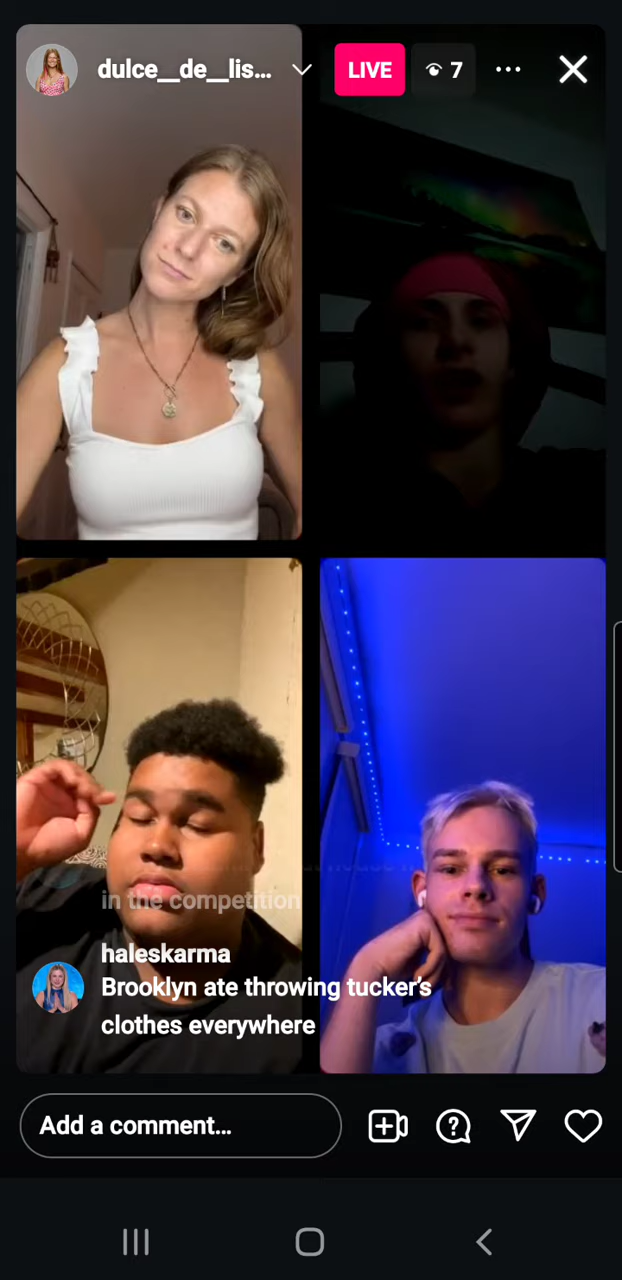 dulce__de__lis...
LIVE
7
in the competition
haleskarma
Brooklyn ate throwing tucker's
clothes everywhere
Add a comment...